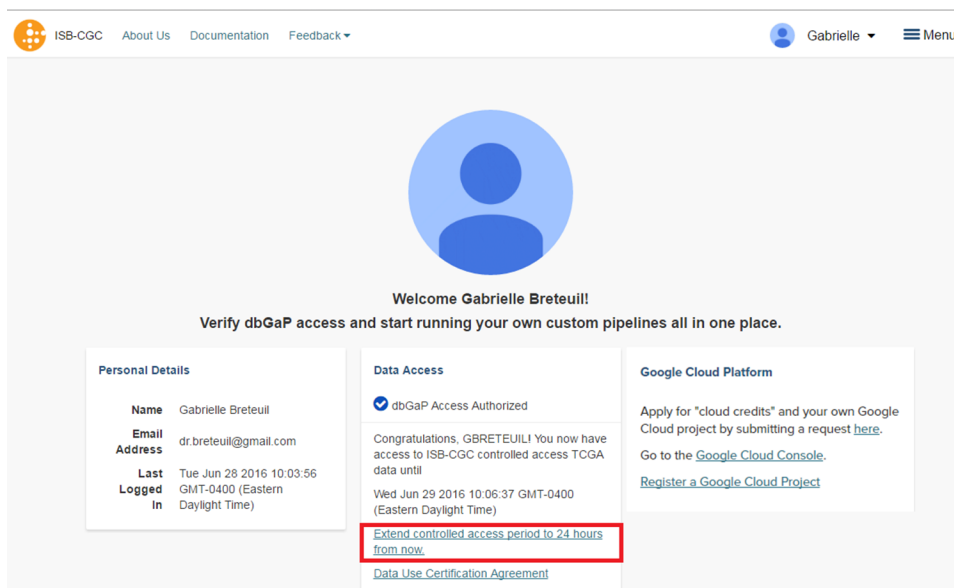 ISB-CGC About Us Documentation Feedback Gabrielle Menu
Welcome Gabrielle Breteuil!
Verify dbGaP access and start running your own custom pipelines all in one place.
Personal Details
Name Gabrielle Breteuil
Email
Address dr.breteuil@gmail.com
Last Tue Jun 28 2016 10:03:56
Logged GMT-0400 (Eastern
In Daylight Time)
Data Access
dbGaP Access Authorized
Congratulations, GBRETEUIL! You now have
access to ISB-CGC controlled access TCGA
data until
Wed Jun 29 2016 10:06:37 GMT-0400
(Eastern Daylight Time)
Extend controlled access period to 24 hours
from now.
Data Use Certification Agreement
Google Cloud Platform
Apply for "cloud credits" and your own Google
Cloud project by submitting a request here.
Go to the Google Cloud Console.
Register a Google Cloud Project